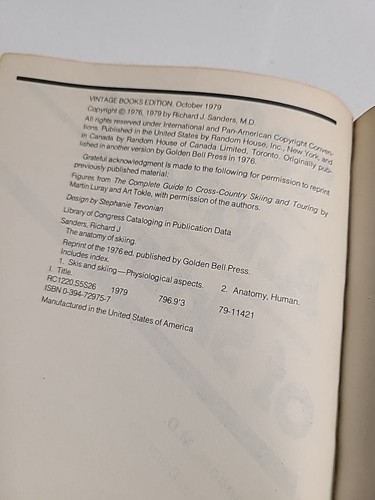 VINTAGE BOOKS EDITION, October 1979
Copyright © 1976, 1979 by Richard J. Sanders, M.D.
All rights reserved under International and Pan-American Copyright Conven-
tions. Published in the United States by Random House, Inc., New York, and
in Canada by Random House of Canada Limited, Toronto. Originally pub-
lished in another version by Golden Bell Press in 1976.
Grateful acknowledgment is made to the following for permission to reprint
previously published material:
Figures from The Complete Guide to Cross-Country Skiing and Touring by
Martin Luray and Art Tokle, with permission of the authors.
Design by Stephanie Tevonian
Library of Congress Cataloging in Publication Data
Sanders, Richard J
The anatomy of skiing.
Reprint of the 1976 ed. published by Golden Bell Press.
Includes index.
1. Skis and skiing—Physiological aspects. 2. Anatomy, Human.
I. Title.
RC1220.S5S26 1979 796.9'3 79-11421
ISBN 0-394-72975-7
Manufactured in the United States of America